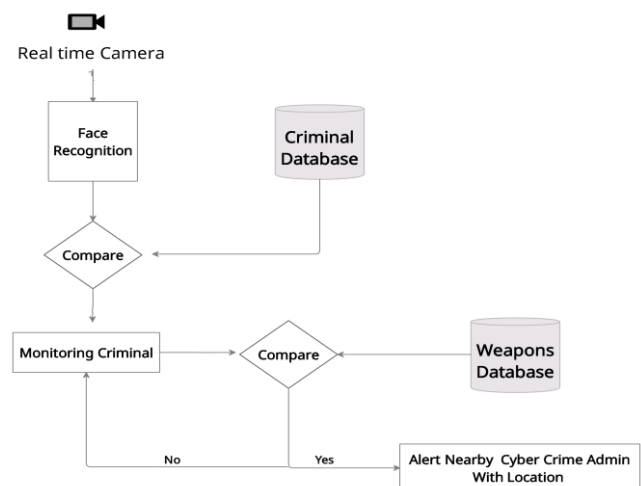 Real time Camera
Face
Recognition
Criminal
Database
Compare
Monitoring Criminal
Compare
Weapons
Database
No
Yes
Alert Nearby Cyber Crime Admin
With Location